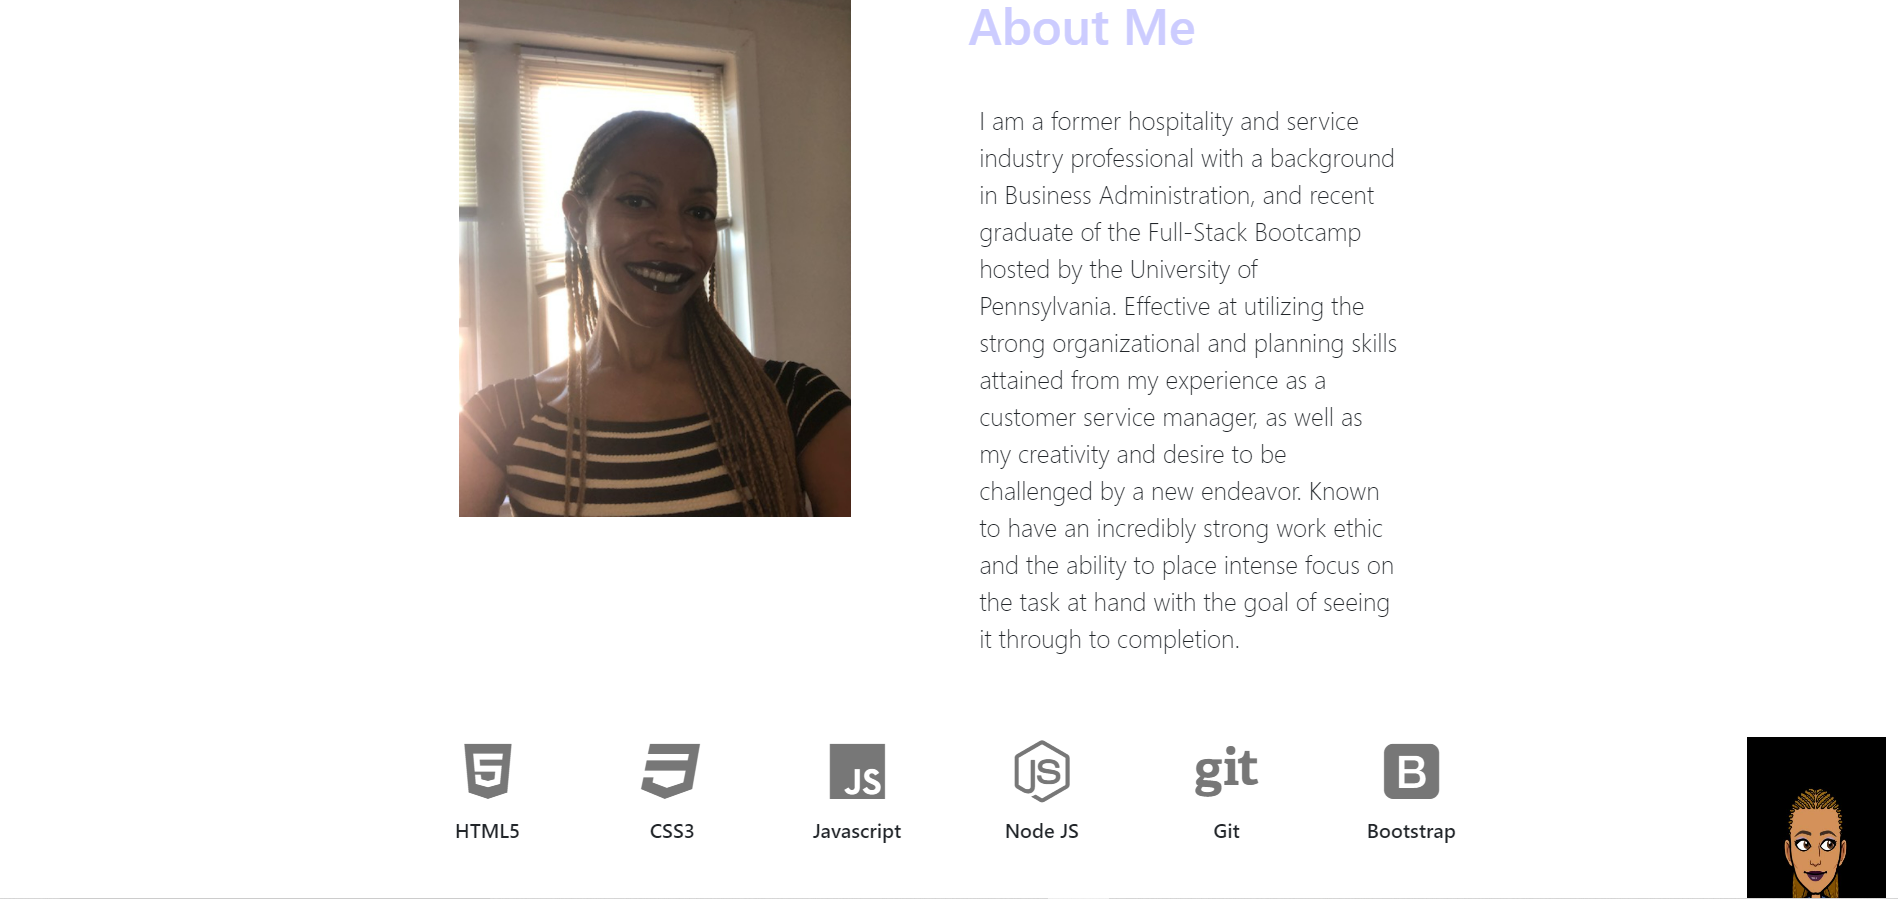 About Me
I am a former hospitality and service
industry professional with a background
in Business Administration, and recent
graduate of the Full-Stack Bootcamp
hosted by the University of
Pennsylvania. Effective at utilizing the
strong organizational and planning skills
attained from my experience as a
customer service manager, as well as
my creativity and desire to be
challenged by a new endeavor. Known
to have an incredibly strong work ethic
and the ability to place intense focus on
the task at hand with the goal of seeing
it through to completion.
5
JS
JS
git
B
HTML5
CSS3
Javascript
Node JS
Git
Bootstrap